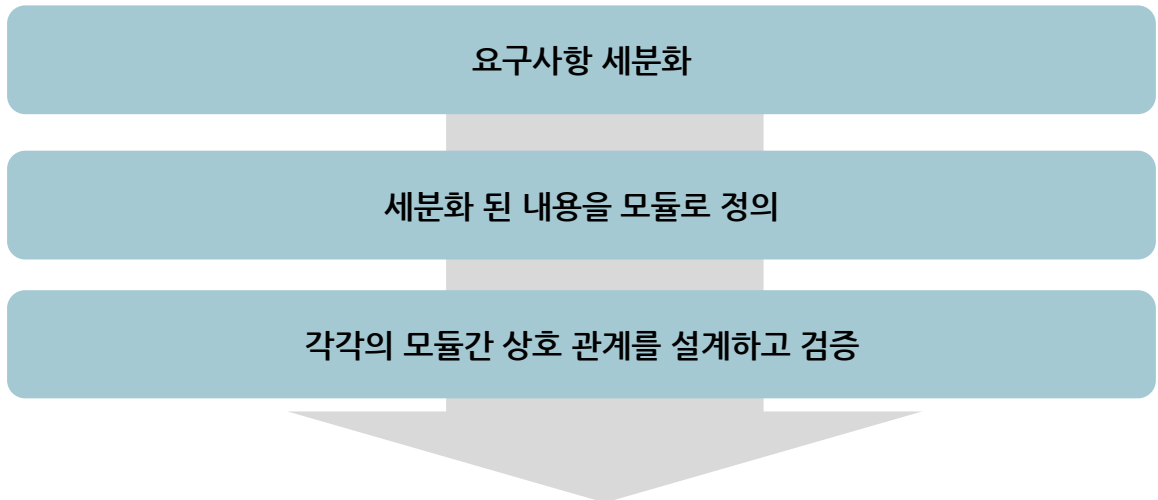 요구사항 세분화
세분화 된 내용을 모듈로 정의
각각의 모듈간 상호 관계를 설계하고 검증